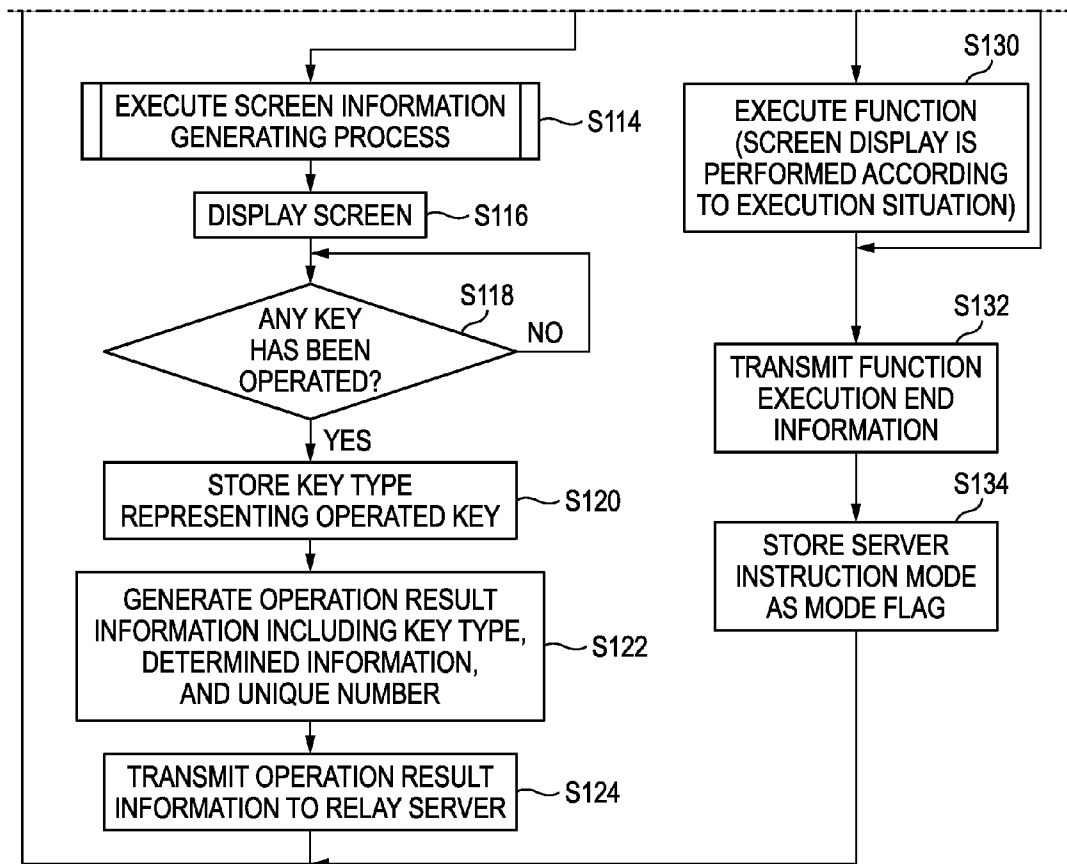 EXECUTE SCREEN INFORMATION
GENERATING PROCESS
S114
DISPLAY SCREEN
S116
ANY KEY
HAS BEEN
OPERATED?
S118
NO
YES
STORE KEY TYPE
REPRESENTING OPERATED KEY
S120
GENERATE OPERATION RESULT
INFORMATION INCLUDING KEY TYPE,
DETERMINED INFORMATION,
AND UNIQUE NUMBER
S122
TRANSMIT OPERATION RESULT
INFORMATION TO RELAY SERVER
S124
S130
EXECUTE FUNCTION
(SCREEN DISPLAY IS
PERFORMED ACCORDING
TO EXECUTION SITUATION)
S132
TRANSMIT FUNCTION
EXECUTION END
INFORMATION
S134
STORE SERVER
INSTRUCTION MODE
AS MODE FLAG